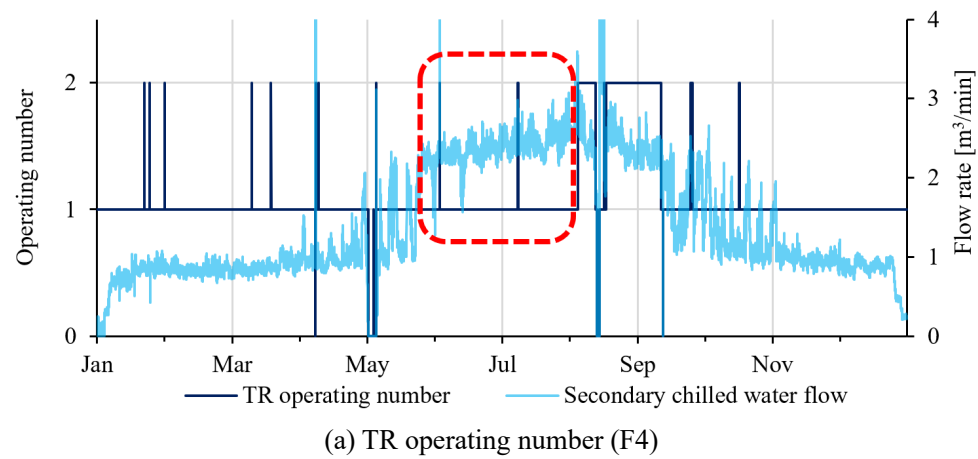 4
2
3
2
1
1
0
0
Operating number
Flow rate [m³/min]
Jan Mar May Jul Sep Nov
TR operating number Secondary chilled water flow
(a) TR operating number (F4)